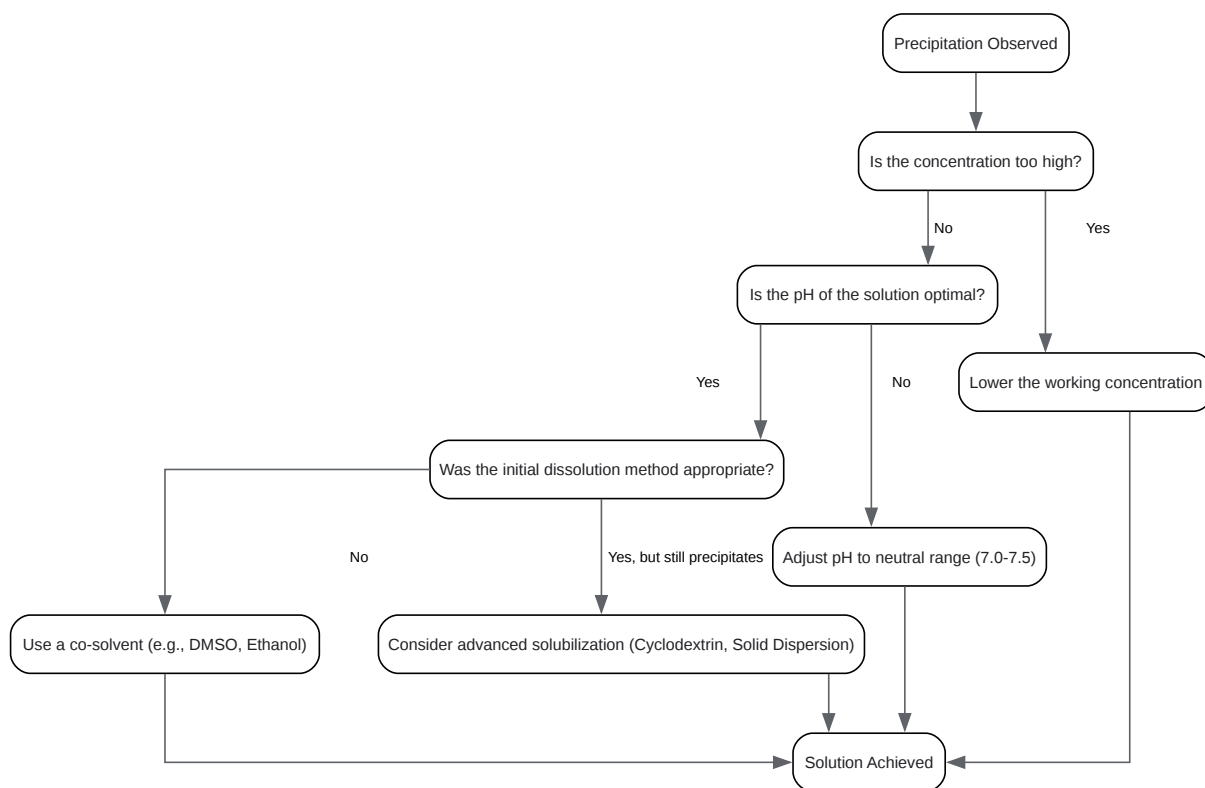 Precipitation Observed
Is the concentration too high?
No
Yes
Is the pH of the solution optimal?
Yes
No
Lower the working concentration
Was the initial dissolution method appropriate?
No
Yes, but still precipitates
Adjust pH to neutral range (7.0-7.5)
Use a co-solvent (e.g., DMSO, Ethanol)
Consider advanced solubilization (Cyclodextrin, Solid Dispersion)
Solution Achieved